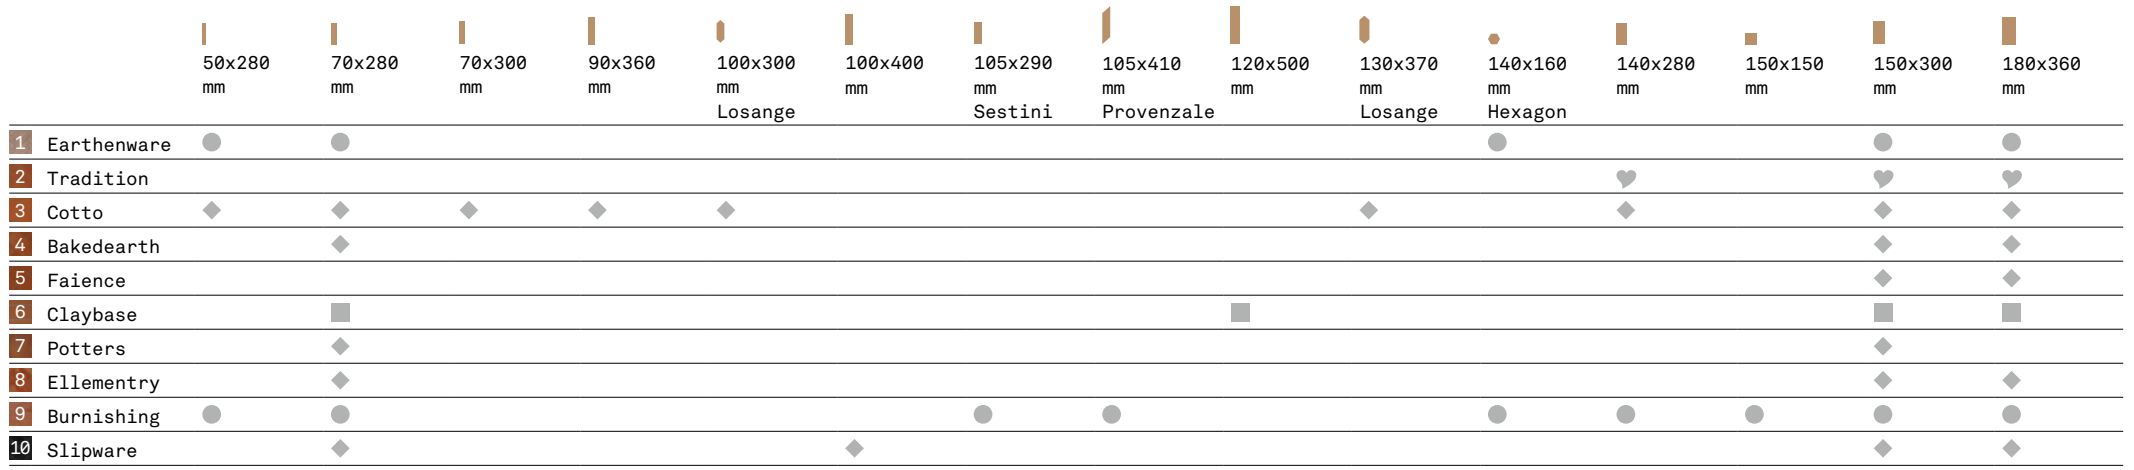 50x280 70x280 70x300 90x360 100x300 100x400 105x290 105x410 120x500 130x370 140x160 140x280 150x150 150x300 180x360
mm mm mm mm mm mm mm mm mm mm mm mm mm mm mm
Losange Sestini Provenzale Losange Hexagon
1 Earthenware
2 Tradition
3 Cotto
4 Bakedearth
5 Faience
6 Claybase
7 Potters
8 Ellementry
9 Burnishing
10 Slipware